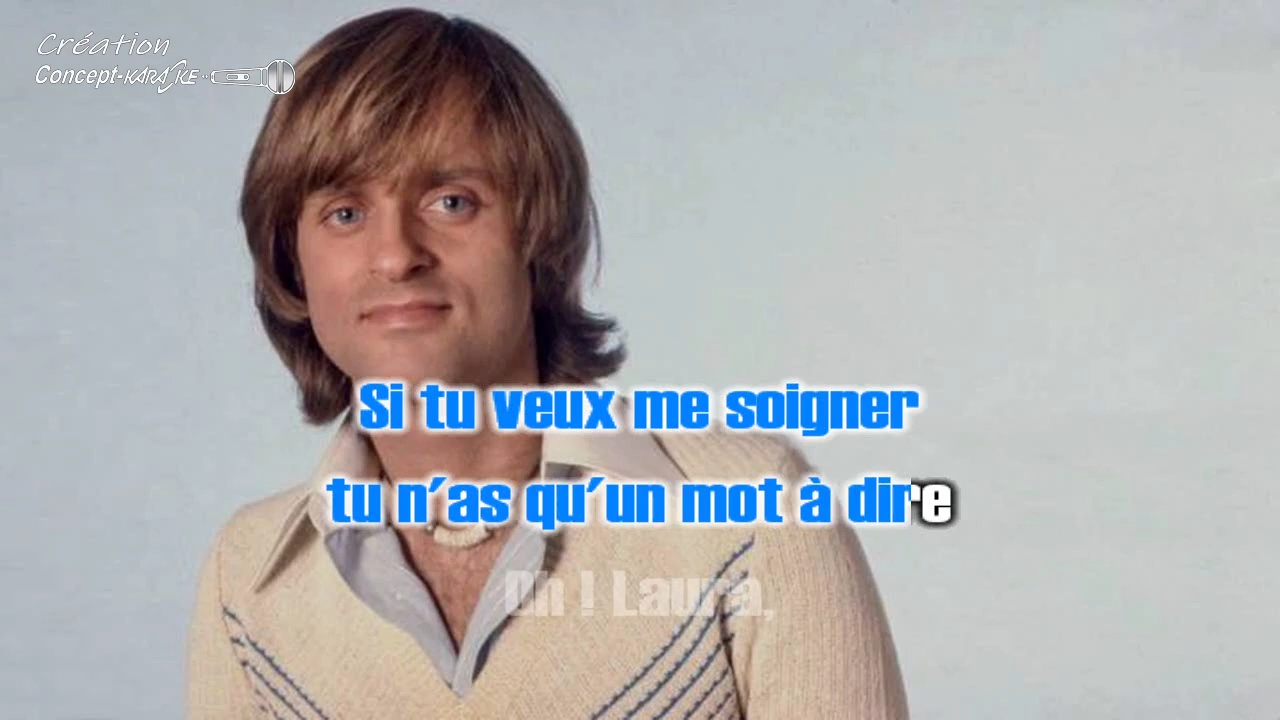 Création
Concept-KARAOKE
Si tu veux me soigner
tu n'as qu'un mot à dire
Oh ! Laura,